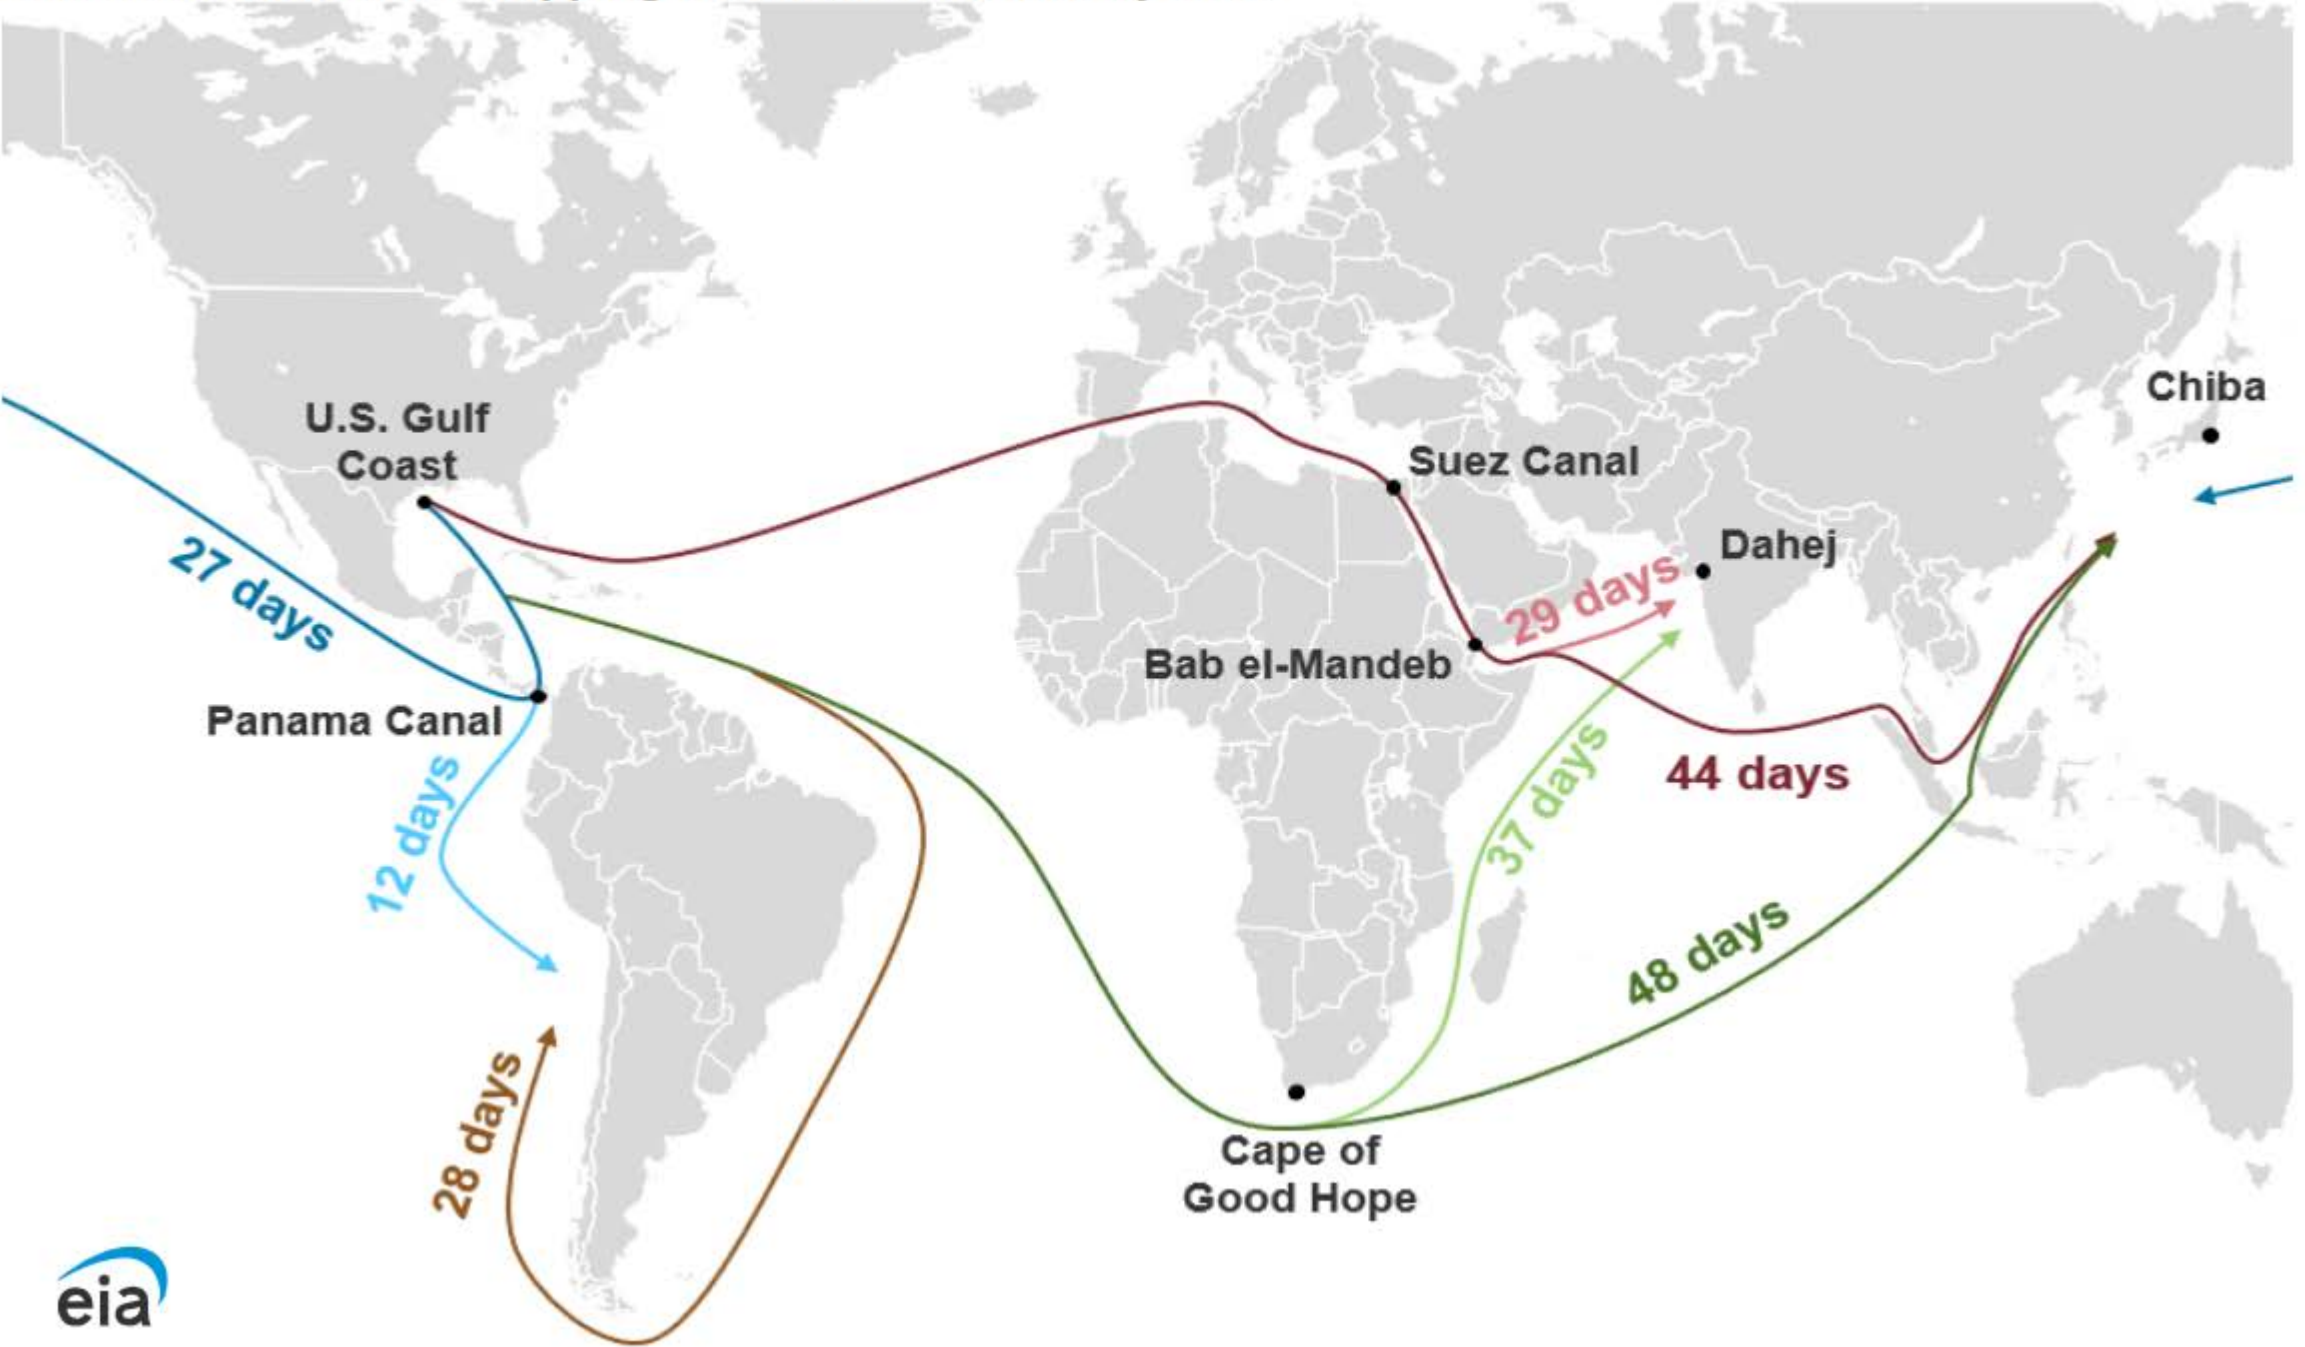 Chiba
U.S. Gulf
Coast
Suez Canal
Dahej
27 days
29 days
Bab el-Mandeb
Panama Canal
44 days
12 days
37 days
48 days
28 days
Cape of
Good Hope
eia